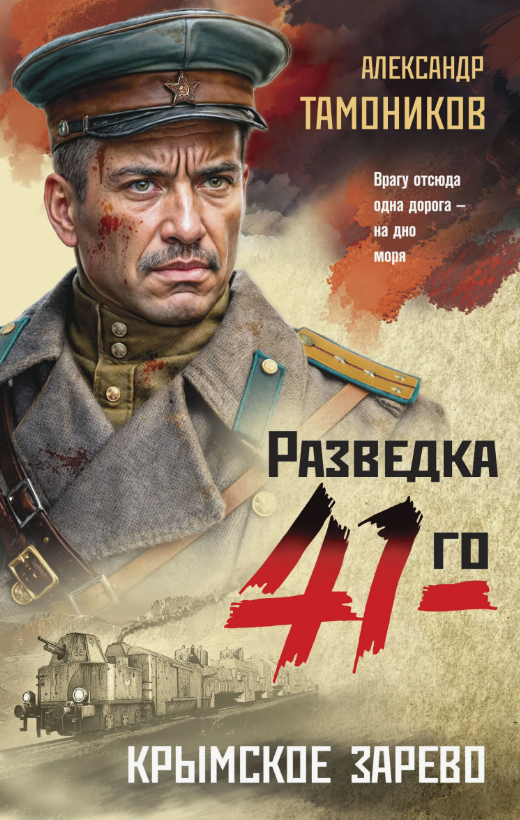 АЛЕКСАНДР
ТАМОНИКОВ
Врагу отсюда
одна дорога –
на дно
моря
Разведка
41-го
КРЫМСКОЕ ЗАРЕВО